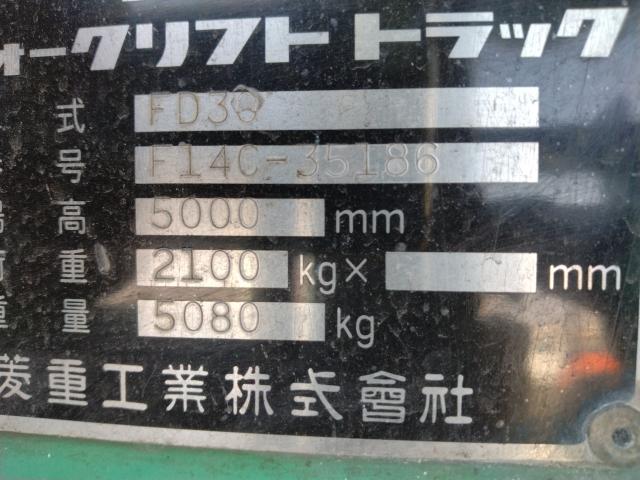 ォークリフトトラック
式 FD30
号 F14C-35186
高 5000 mm
重 2100 kg× mm
量 5080 kg
菱重工業株式會社